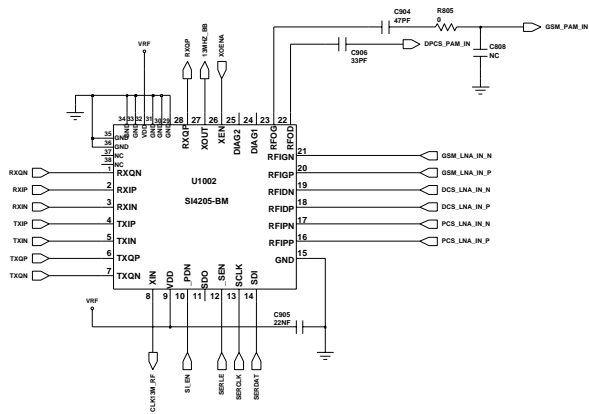 C904
47PF
R805
0
GSM_PAM_IN
C906
33PF
DPCS_PAM_IN
C808
NC
VRF
RXQP
13MHZ_BB
XOENA
34 33 32 31 30 29 28 27 26 25 24 23 22
GND
GND
GND
VDD
GND
GND
GND
RXQP
XOUT
XEN
DIAG2
DIAG1
RFOG
RFOD
35 GND
36 GND
37 NC
38 NC
U1002
SI4205-BM
RXQN 1 RXQN
RXIP 2 RXIP
RXIN 3 RXIN
TXIP 4 TXIP
TXIN 5 TXIN
TXQP 6 TXQP
TXQN 7 TXQN
RFIGN 21 GSM_LNA_IN_N
RFIGP 20 GSM_LNA_IN_P
RFIDN 19 DCS_LNA_IN_N
RFIDP 18 DCS_LNA_IN_P
RFIPN 17 PCS_LNA_IN_N
RFIPP 16 PCS_LNA_IN_P
GND 15
XIN
VDD
_PDN
SDO
_SEN
SCLK
SDI
8 9 10 11 12 13 14
VRF
C905
22NF
CLK13M_RF
SI_EN
SERLE
SERCLK
SERDAT